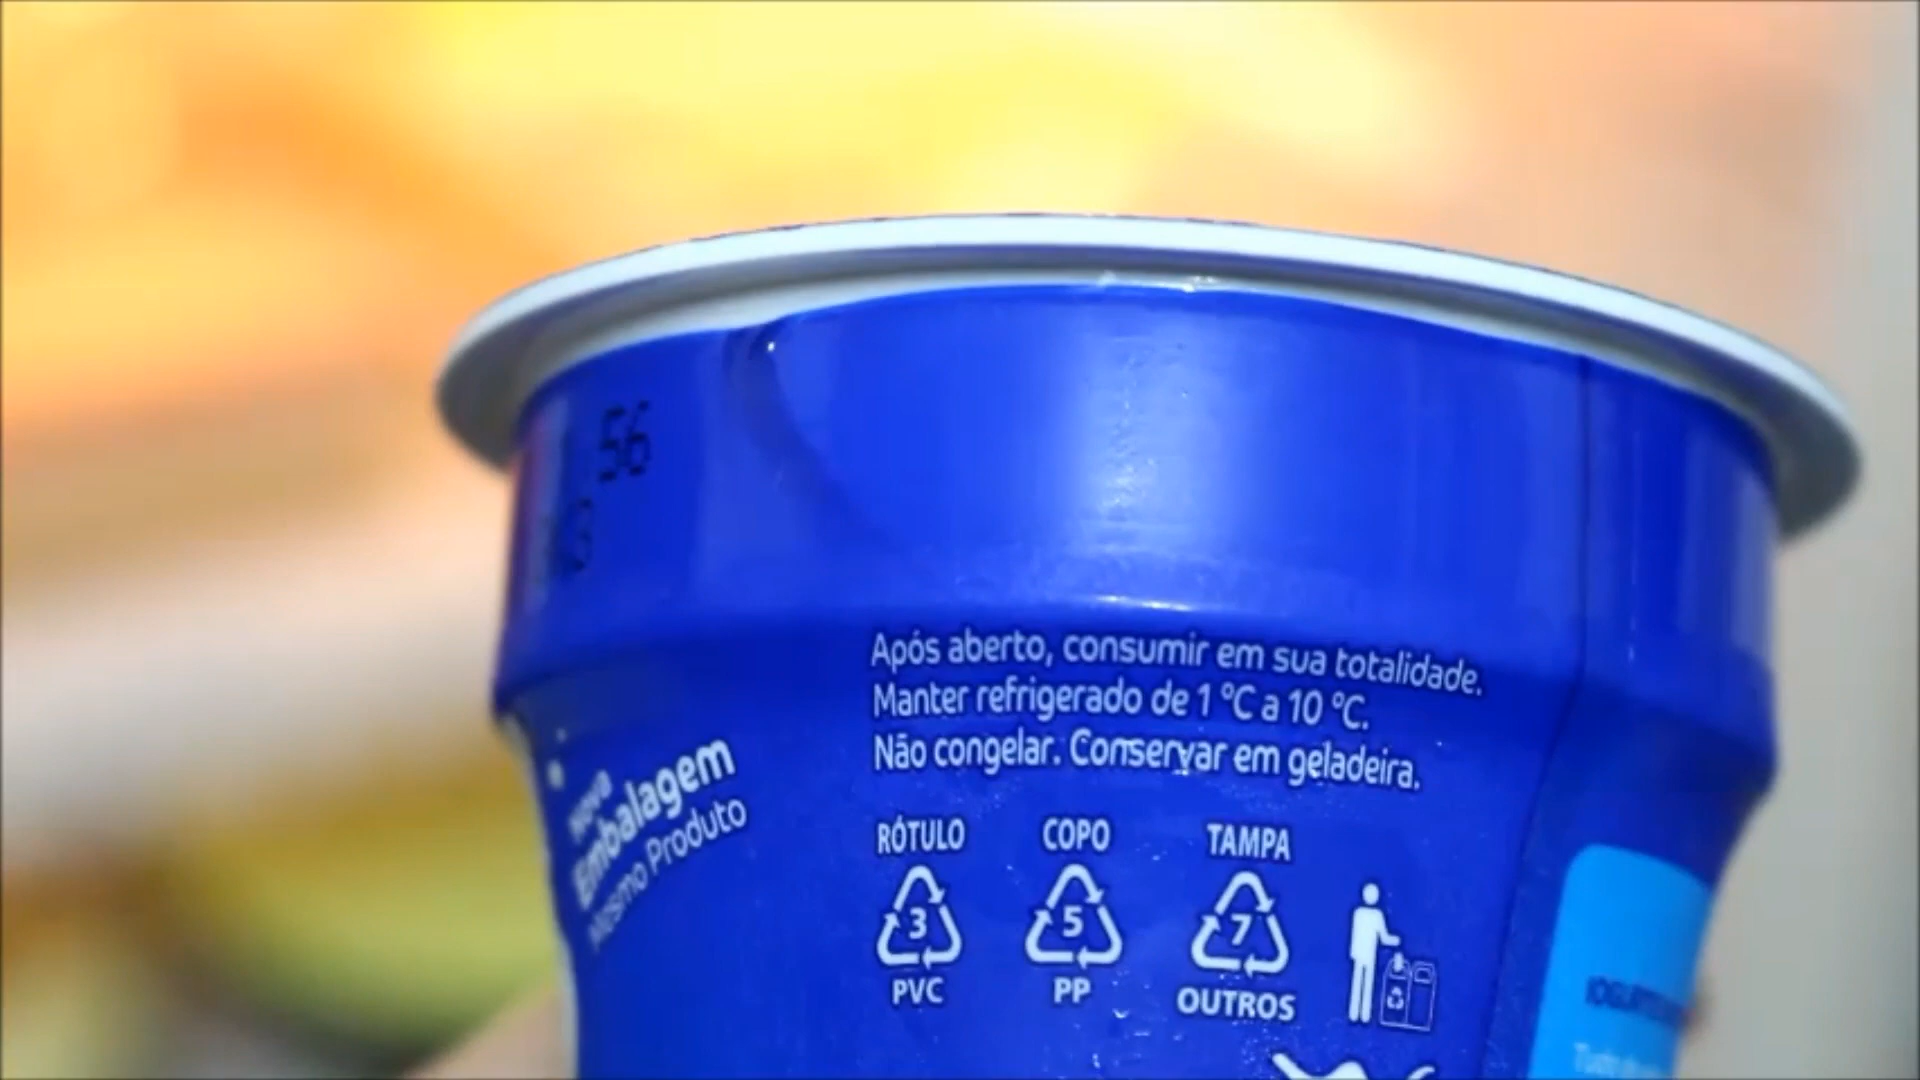 56
Após aberto, consumir em sua totalidade.
Manter refrigerado de 1 °C a 10 °C.
Não congelar. Conservar em geladeira.
Nova
Embalagem
Mesmo Produto
RÓTULO
COPO
TAMPA
3
5
7
PVC
PP
OUTROS